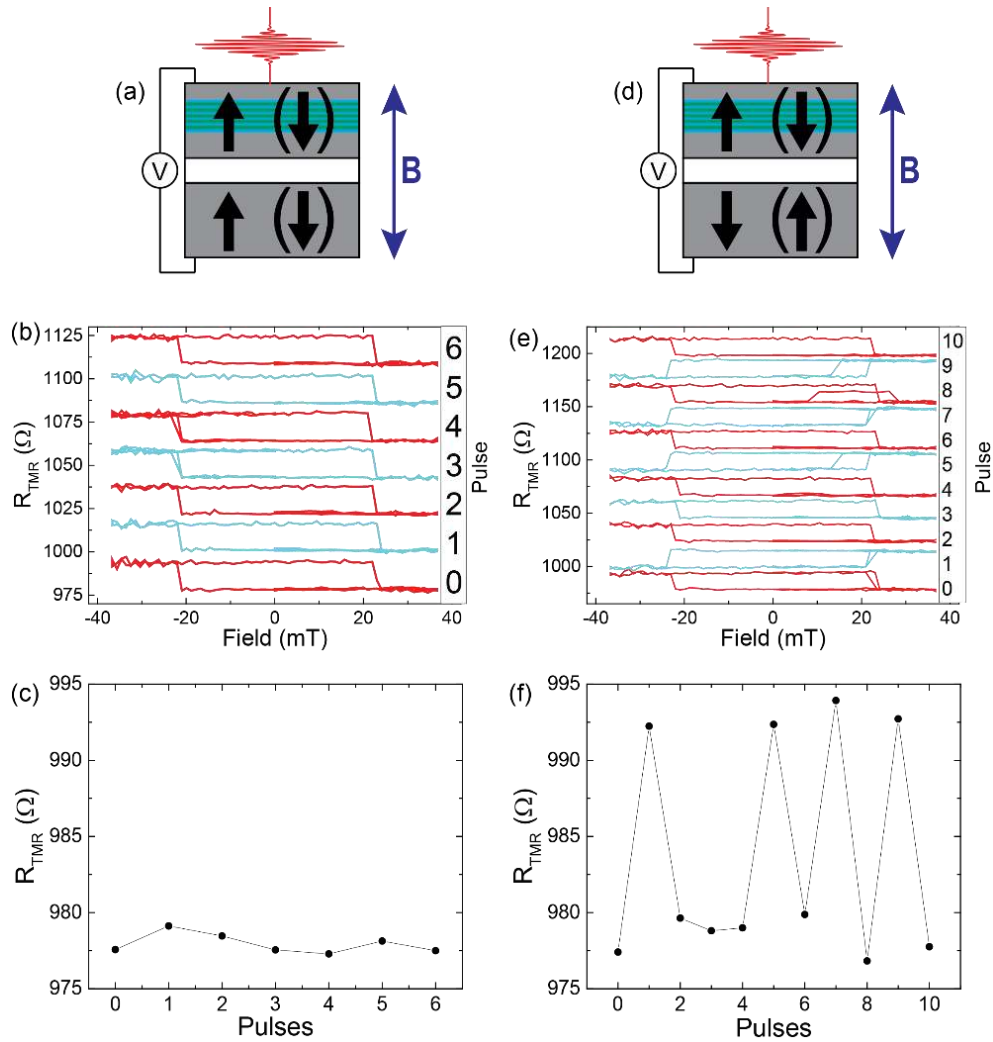 (a)
V
B
(d)
V
B
(b)
R_TMR (Ω)
1125
1100
1075
1050
1025
1000
975
6
5
4
3
2
1
0
Pulse
-40 -20 0 20 40
Field (mT)
(e)
R_TMR (Ω)
1200
1150
1100
1050
1000
10
9
8
7
6
5
4
3
2
1
0
Pulse
-40 -20 0 20 40
Field (mT)
(c)
R_TMR (Ω)
995
990
985
980
975
0 1 2 3 4 5 6
Pulses
(f)
R_TMR (Ω)
995
990
985
980
975
0 2 4 6 8 10
Pulses